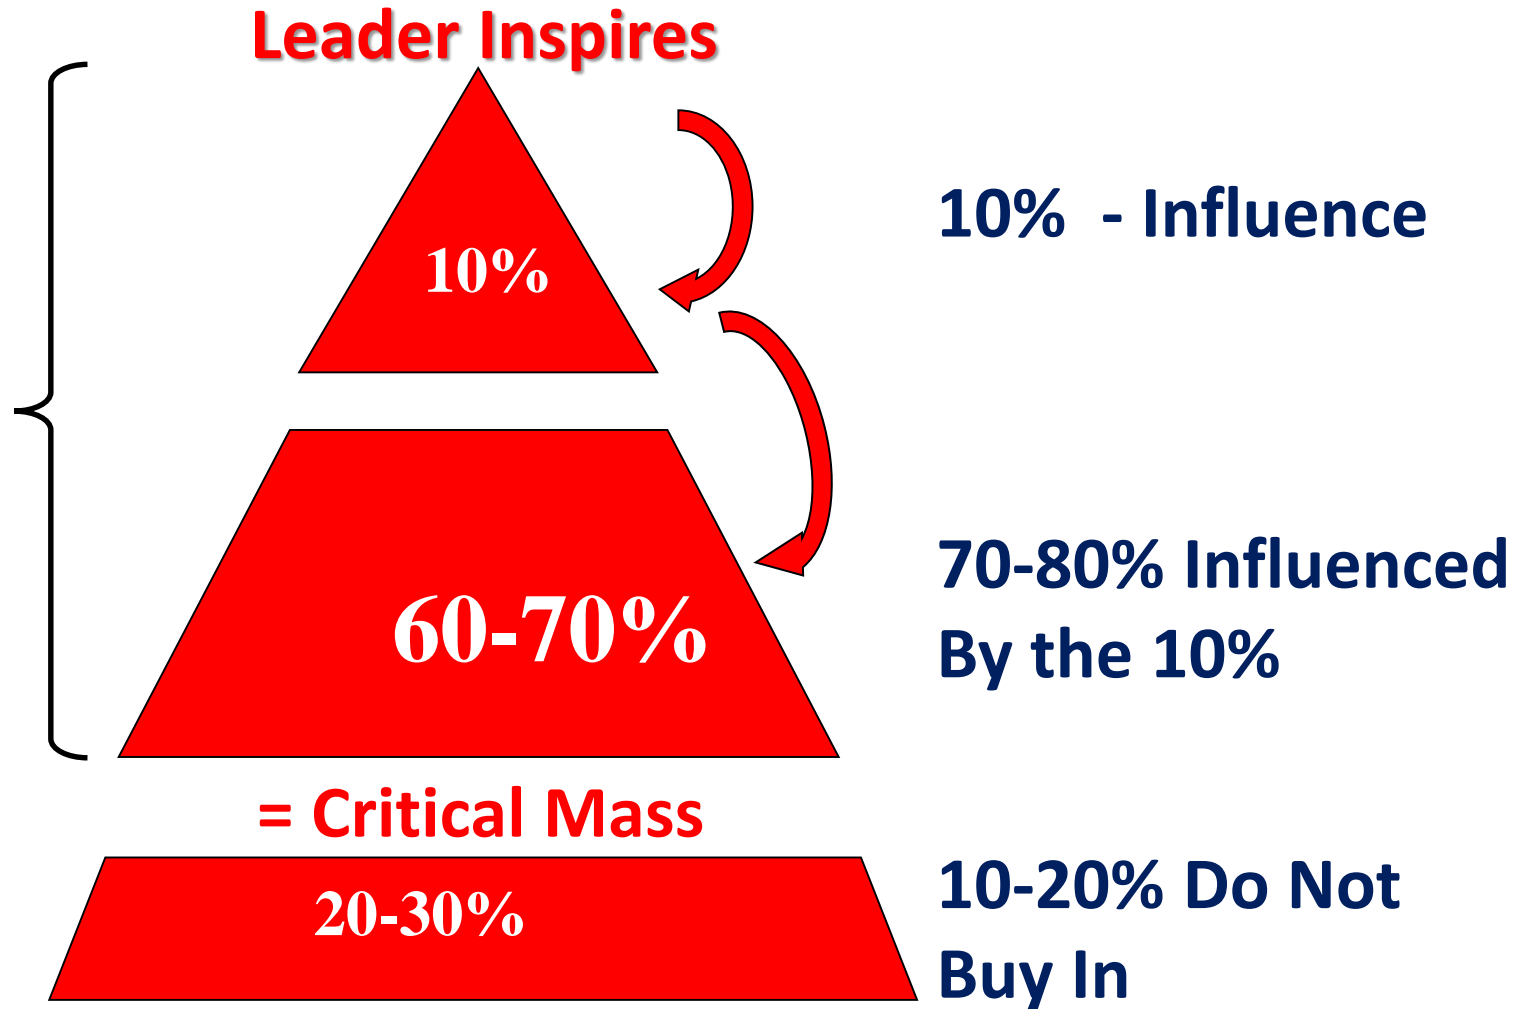 Leader Inspires
10%
10%  - Influence
60-70%
70-80% Influenced
By the 10%
= Critical Mass
20-30%
10-20% Do Not
Buy In